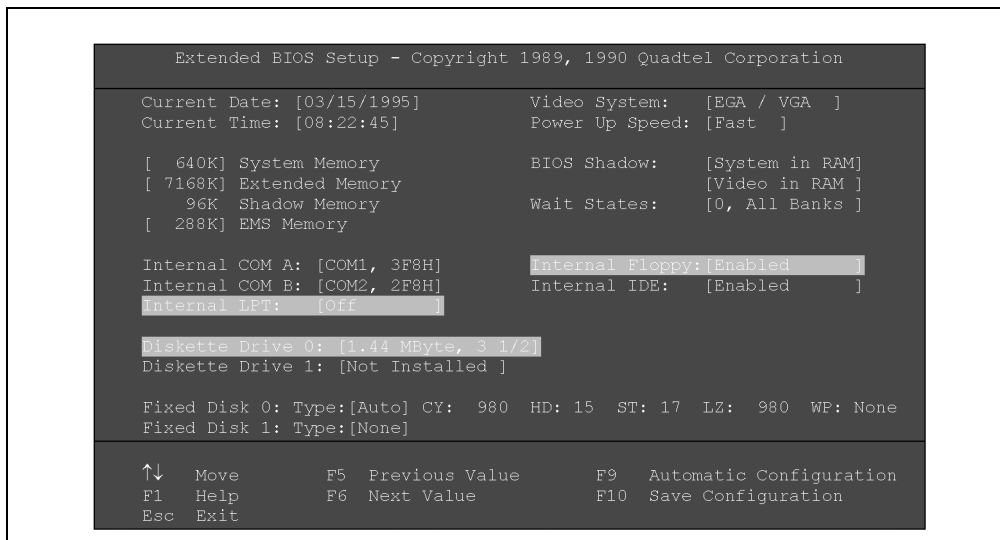 Extended BIOS Setup - Copyright 1989, 1990 Quadtel Corporation
Current Date: [03/15/1995] Video System: [EGA / VGA ]
Current Time: [08:22:45] Power Up Speed: [Fast ]
[ 640K] System Memory BIOS Shadow: [System in RAM]
[ 7168K] Extended Memory [Video in RAM ]
96K Shadow Memory Wait States: [0, All Banks ]
[ 288K] EMS Memory
Internal COM A: [COM1, 3F8H] Internal Floppy:[Enabled ]
Internal COM B: [COM2, 2F8H] Internal IDE: [Enabled ]
Internal LPT: [Off ]
Diskette Drive 0: [1.44 MByte, 3 1/2]
Diskette Drive 1: [Not Installed ]
Fixed Disk 0: Type:[Auto] CY: 980 HD: 15 ST: 17 LZ: 980 WP: None
Fixed Disk 1: Type:[None]
↑↓ Move F5 Previous Value F9 Automatic Configuration
F1 Help F6 Next Value F10 Save Configuration
Esc Exit